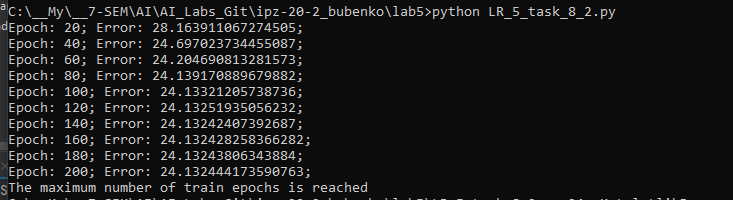 C:\__My\__7-SEM\AI\AI_Labs_Git\ipz-20-2_bubenko\lab5>python LR_5_task_8_2.py
Epoch: 20; Error: 28.163911067274505;
Epoch: 40; Error: 24.697023734455087;
Epoch: 60; Error: 24.204690813281573;
Epoch: 80; Error: 24.139170889679882;
Epoch: 100; Error: 24.13321205738736;
Epoch: 120; Error: 24.13251935056232;
Epoch: 140; Error: 24.13242407392687;
Epoch: 160; Error: 24.132428258366282;
Epoch: 180; Error: 24.13243806343884;
Epoch: 200; Error: 24.132444173590763;
The maximum number of train epochs is reached